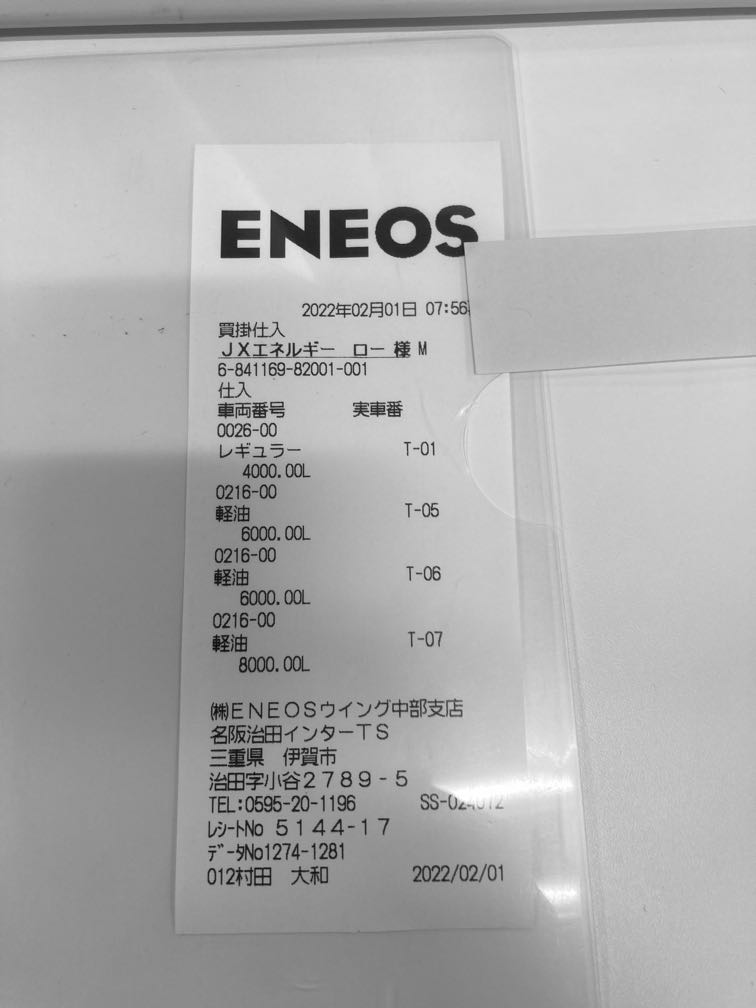 ENEOS
2022年02月01日 07:56
買掛仕入
JXエネルギー ロー 様 M
6-841169-82001-001
仕入
車両番号 実車番
0026-00
レギュラー T-01
4000.00L
0216-00
軽油 T-05
6000.00L
0216-00
軽油 T-06
6000.00L
0216-00
軽油 T-07
8000.00L
㈱ENEOSウイング中部支店
名阪治田インターTS
三重県 伊賀市
治田字小谷2789-5
TEL:0595-20-1196 SS-024012
レシートNo 5144-17
データNo1274-1281
012村田 大和 2022/02/01